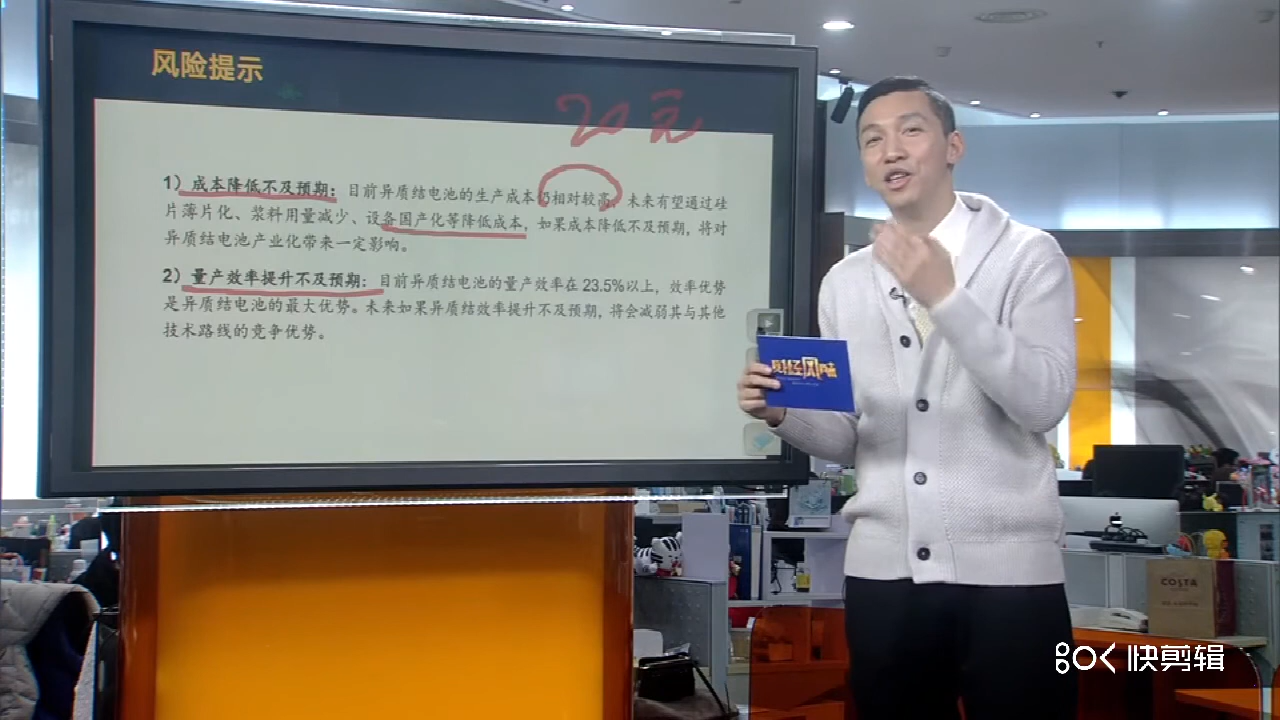 风险提示
20元
1）成本降低不及预期：目前异质结电池的生产成本仍相对较高，未来有望通过硅
片薄片化、浆料用量减少、设备国产化等降低成本，如果成本降低不及预期，将对
异质结电池产业化带来一定影响。
2）量产效率提升不及预期：目前异质结电池的量产效率在23.5%以上，效率优势
是异质结电池的最大优势。未来如果异质结效率提升不及预期，将会减弱其与其他
技术路线的竞争优势。
财经风味
COSTA
快剪辑